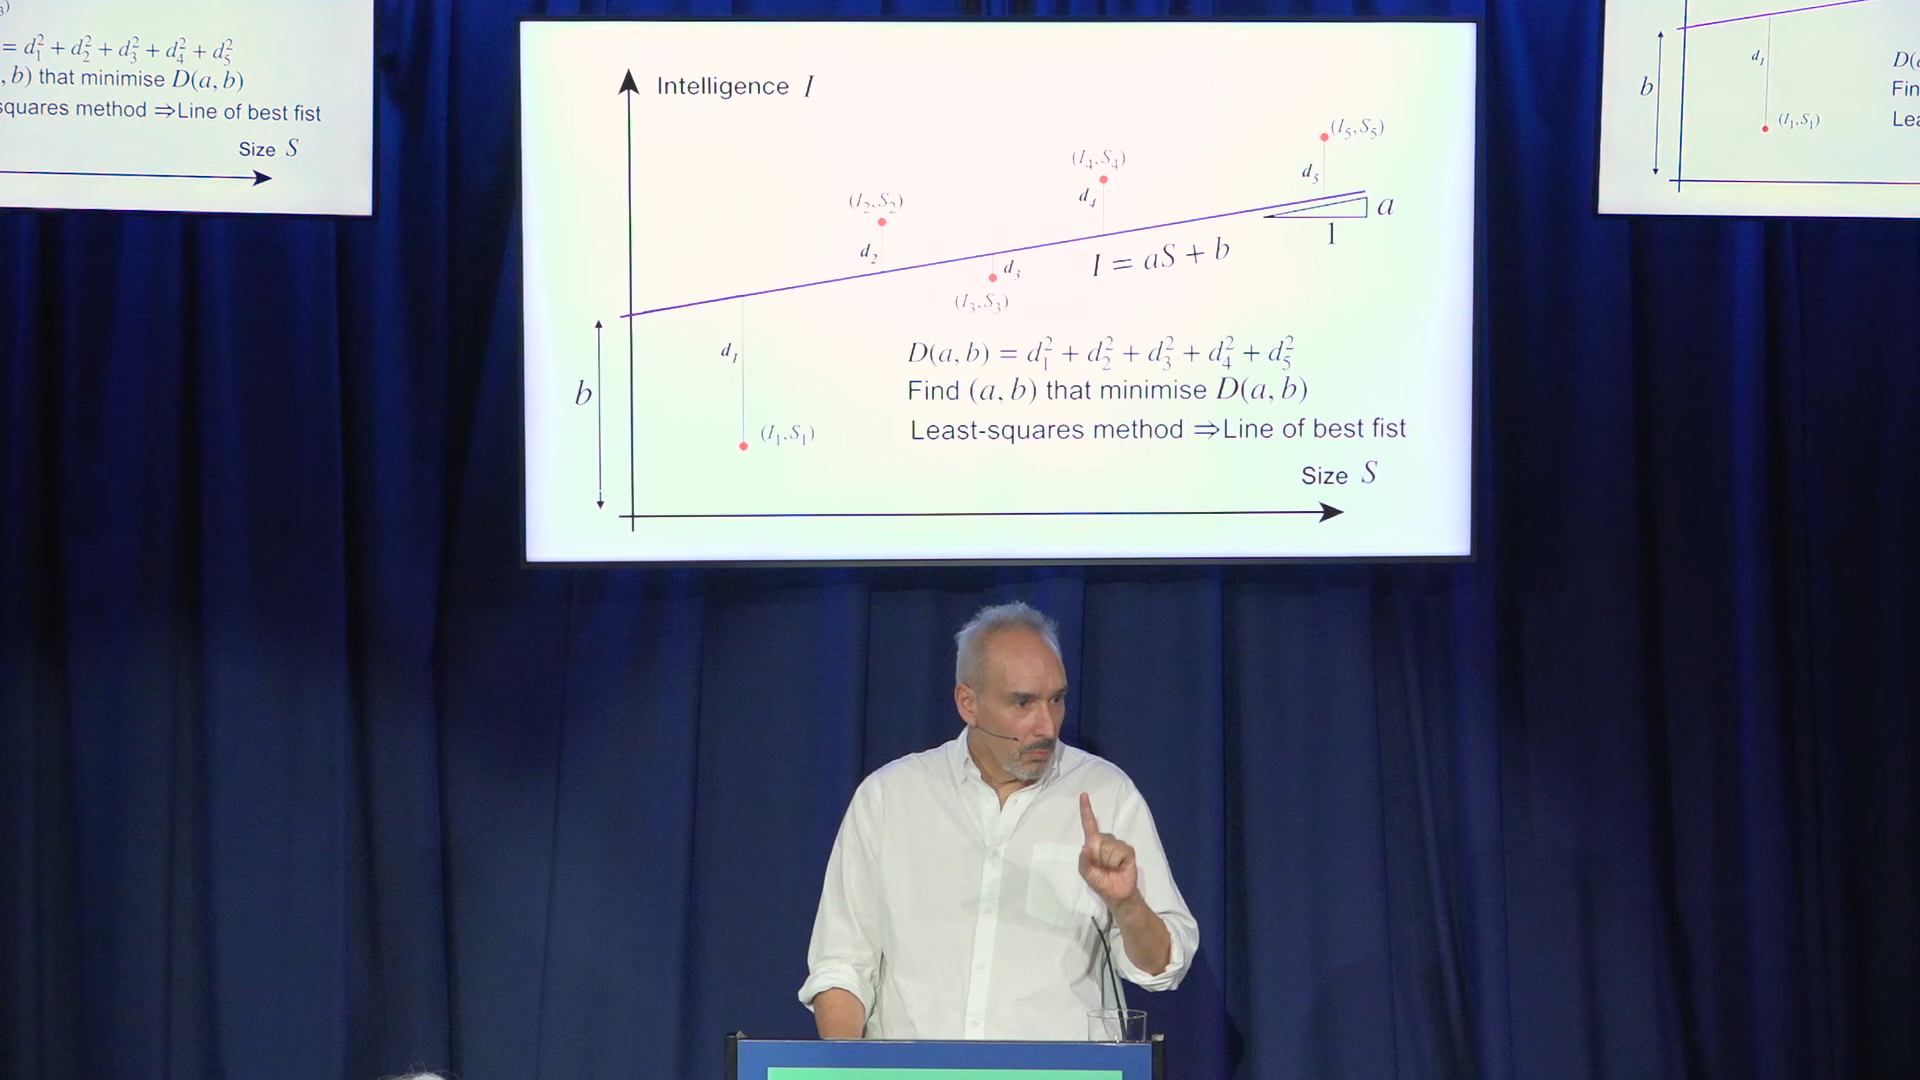 = d₁² + d₂² + d₃² + d₄² + d₅²
, b) that minimise D(a, b)
squares method ⇒Line of best fist
Size S
Intelligence I
(I₅,S₅)
(I₄,S₄)
d₅
(I₂,S₂)
d₄
a
1
d₂
d₃
I = aS + b
(I₃,S₃)
d₁
D(a, b) = d₁² + d₂² + d₃² + d₄² + d₅²
b
Find (a, b) that minimise D(a, b)
(I₁,S₁)
Least-squares method ⇒Line of best fist
Size S
d₁
D(
b
Fin
(I₁,S₁)
Lea